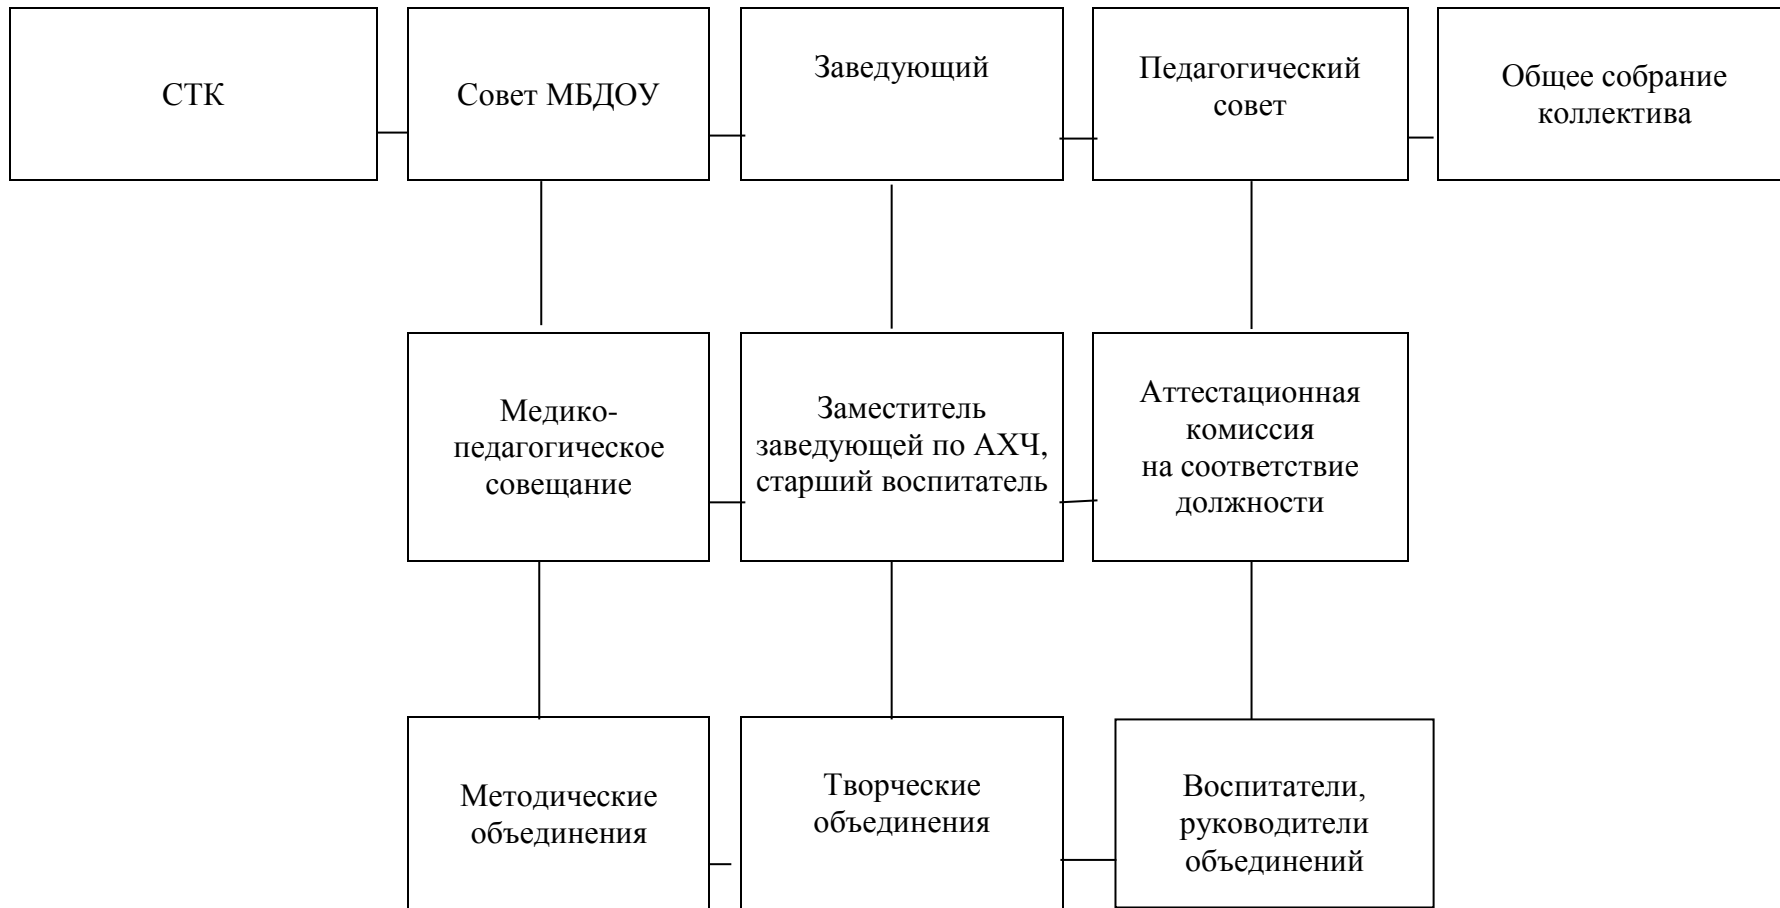 СТК
Совет МБДОУ
Заведующий
Педагогический
совет
Общее собрание
коллектива
Медико-
педагогическое
совещание
Заместитель
заведующей по АХЧ,
старший воспитатель
Аттестационная
комиссия
на соответствие
должности
Методические
объединения
Творческие
объединения
Воспитатели,
руководители
объединений